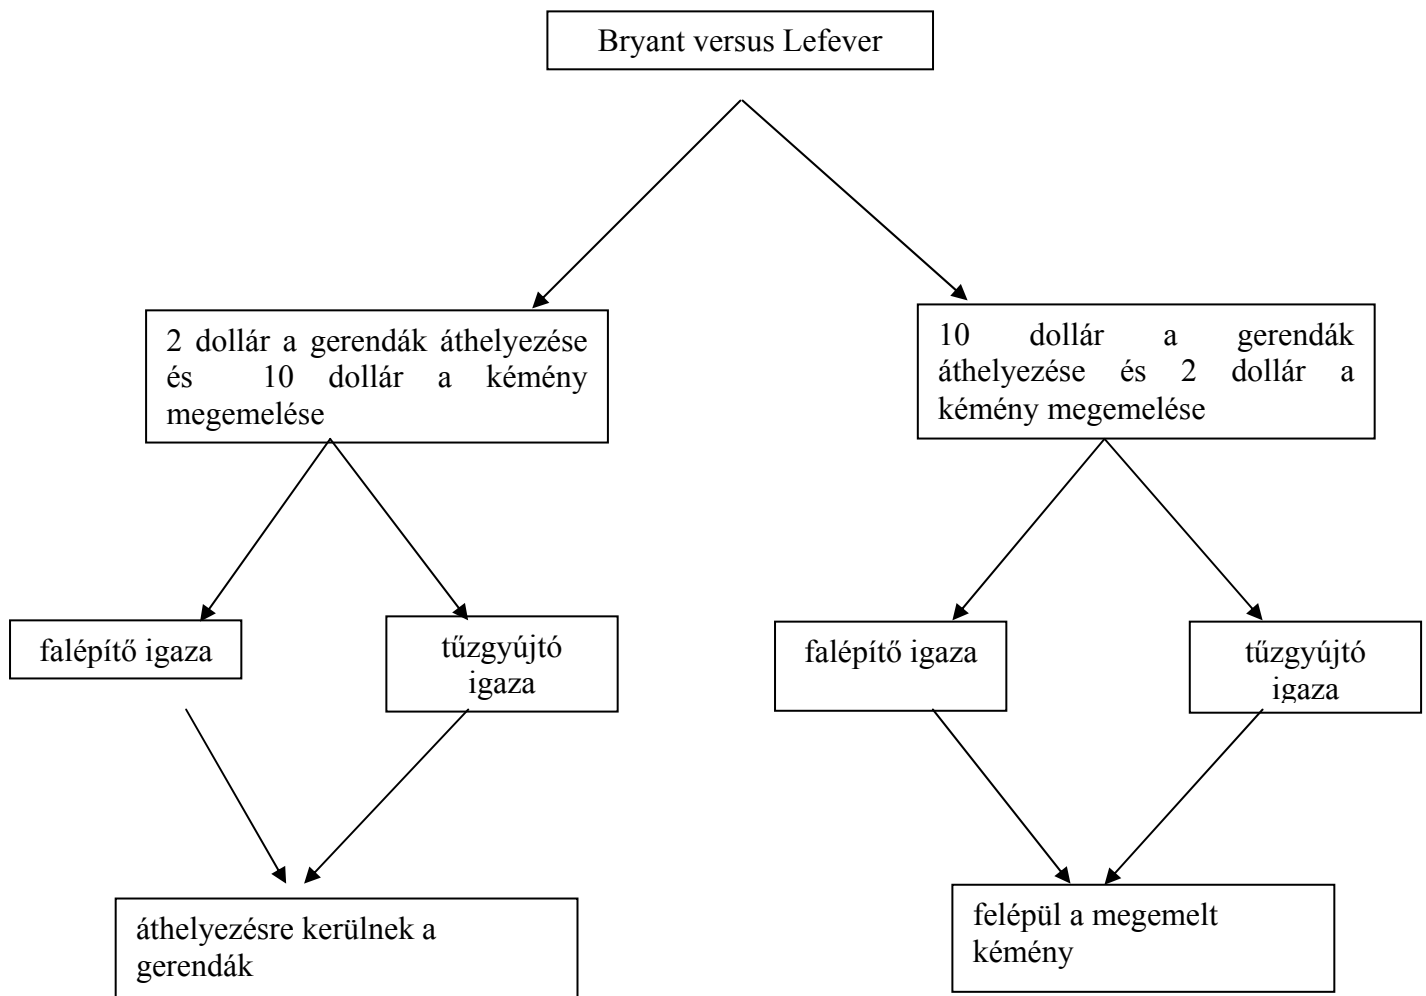 Bryant versus Lefever
2 dollár a gerendák áthelyezése
és 10 dollár a kémény
megemelése
10 dollár a gerendák
áthelyezése és 2 dollár a
kémény megemelése
falépítő igaza
tűzgyújtó
igaza
falépítő igaza
tűzgyújtó
igaza
áthelyezésre kerülnek a
gerendák
felépül a megemelt
kémény